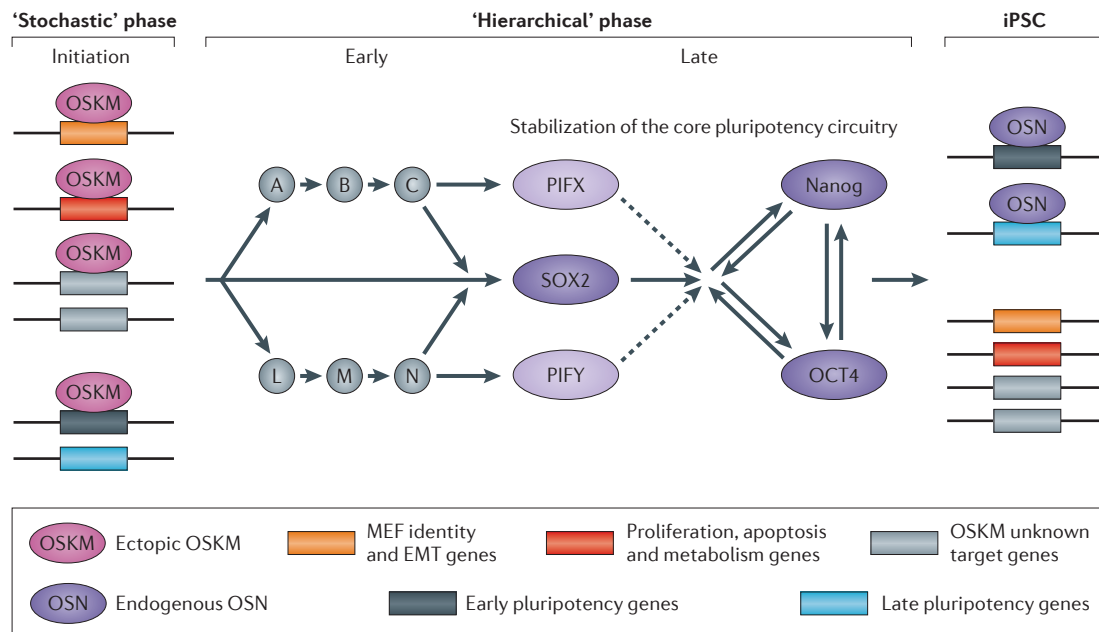 'Stochastic' phase
'Hierarchical' phase
iPSC
Initiation
Early
Late
OSKM
OSKM
OSKM
OSKM
Stabilization of the core pluripotency circuitry
A
B
C
PIFX
Nanog
SOX2
L
M
N
PIFY
OCT4
OSN
OSN
OSKM
Ectopic OSKM
MEF identity
and EMT genes
Proliferation, apoptosis
and metabolism genes
OSKM unknown
target genes
OSN
Endogenous OSN
Early pluripotency genes
Late pluripotency genes